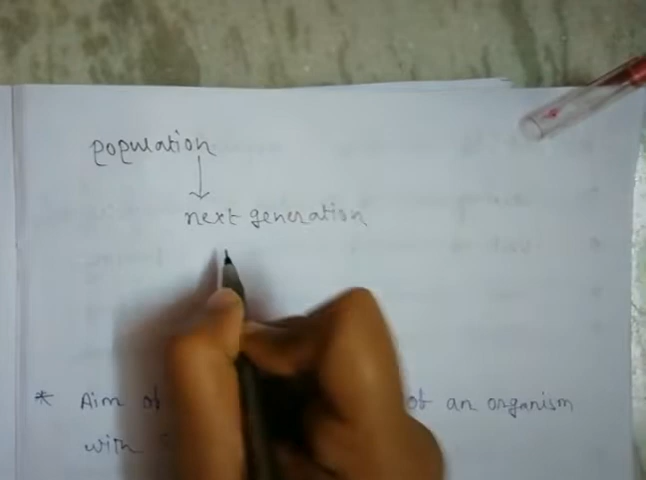 population
next generation
* Aim of of an organism
with